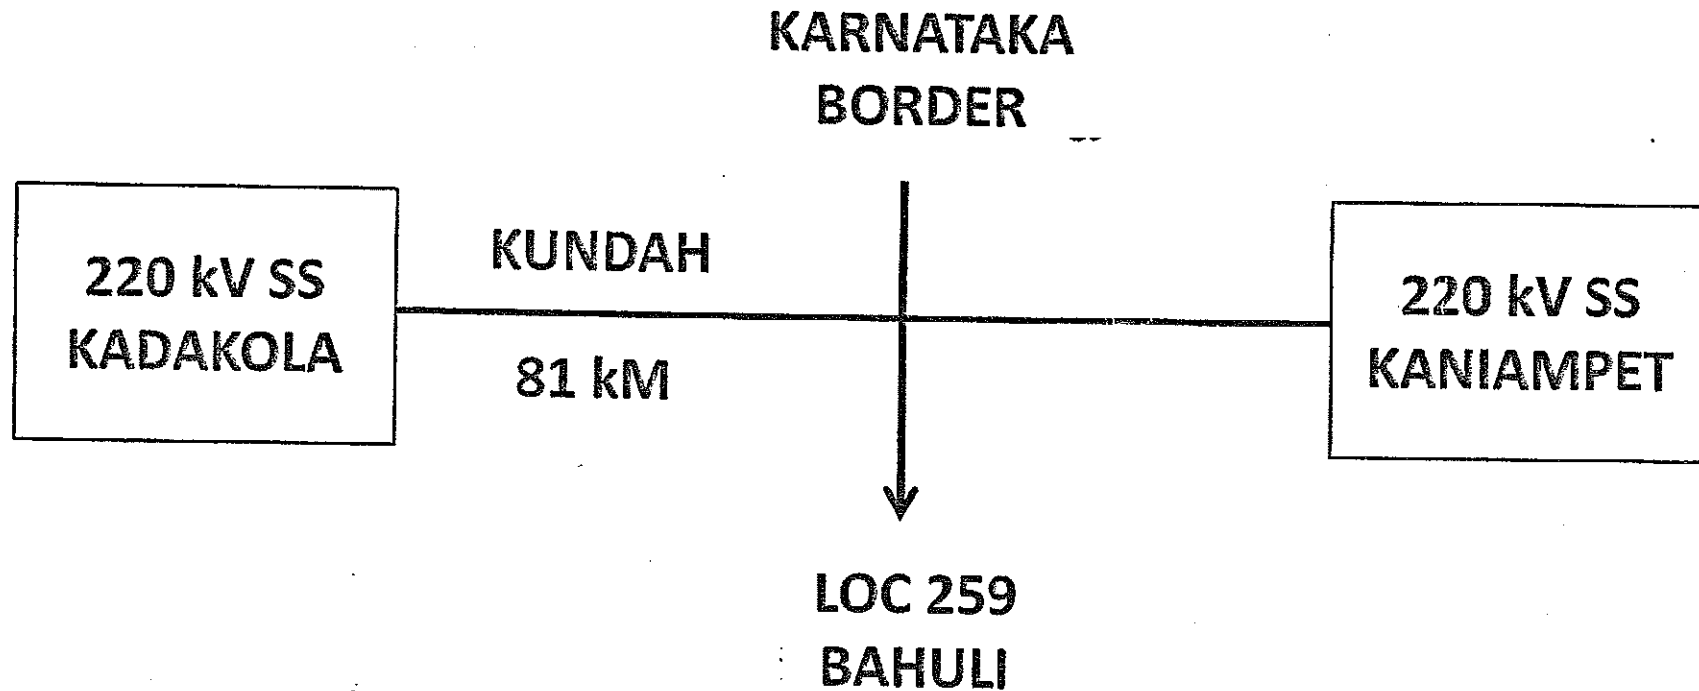 KARNATAKA
BORDER
220 kV SS
KADAKOLA
KUNDAH
81 kM
220 kV SS
KANIAMPET
LOC 259
BAHULI